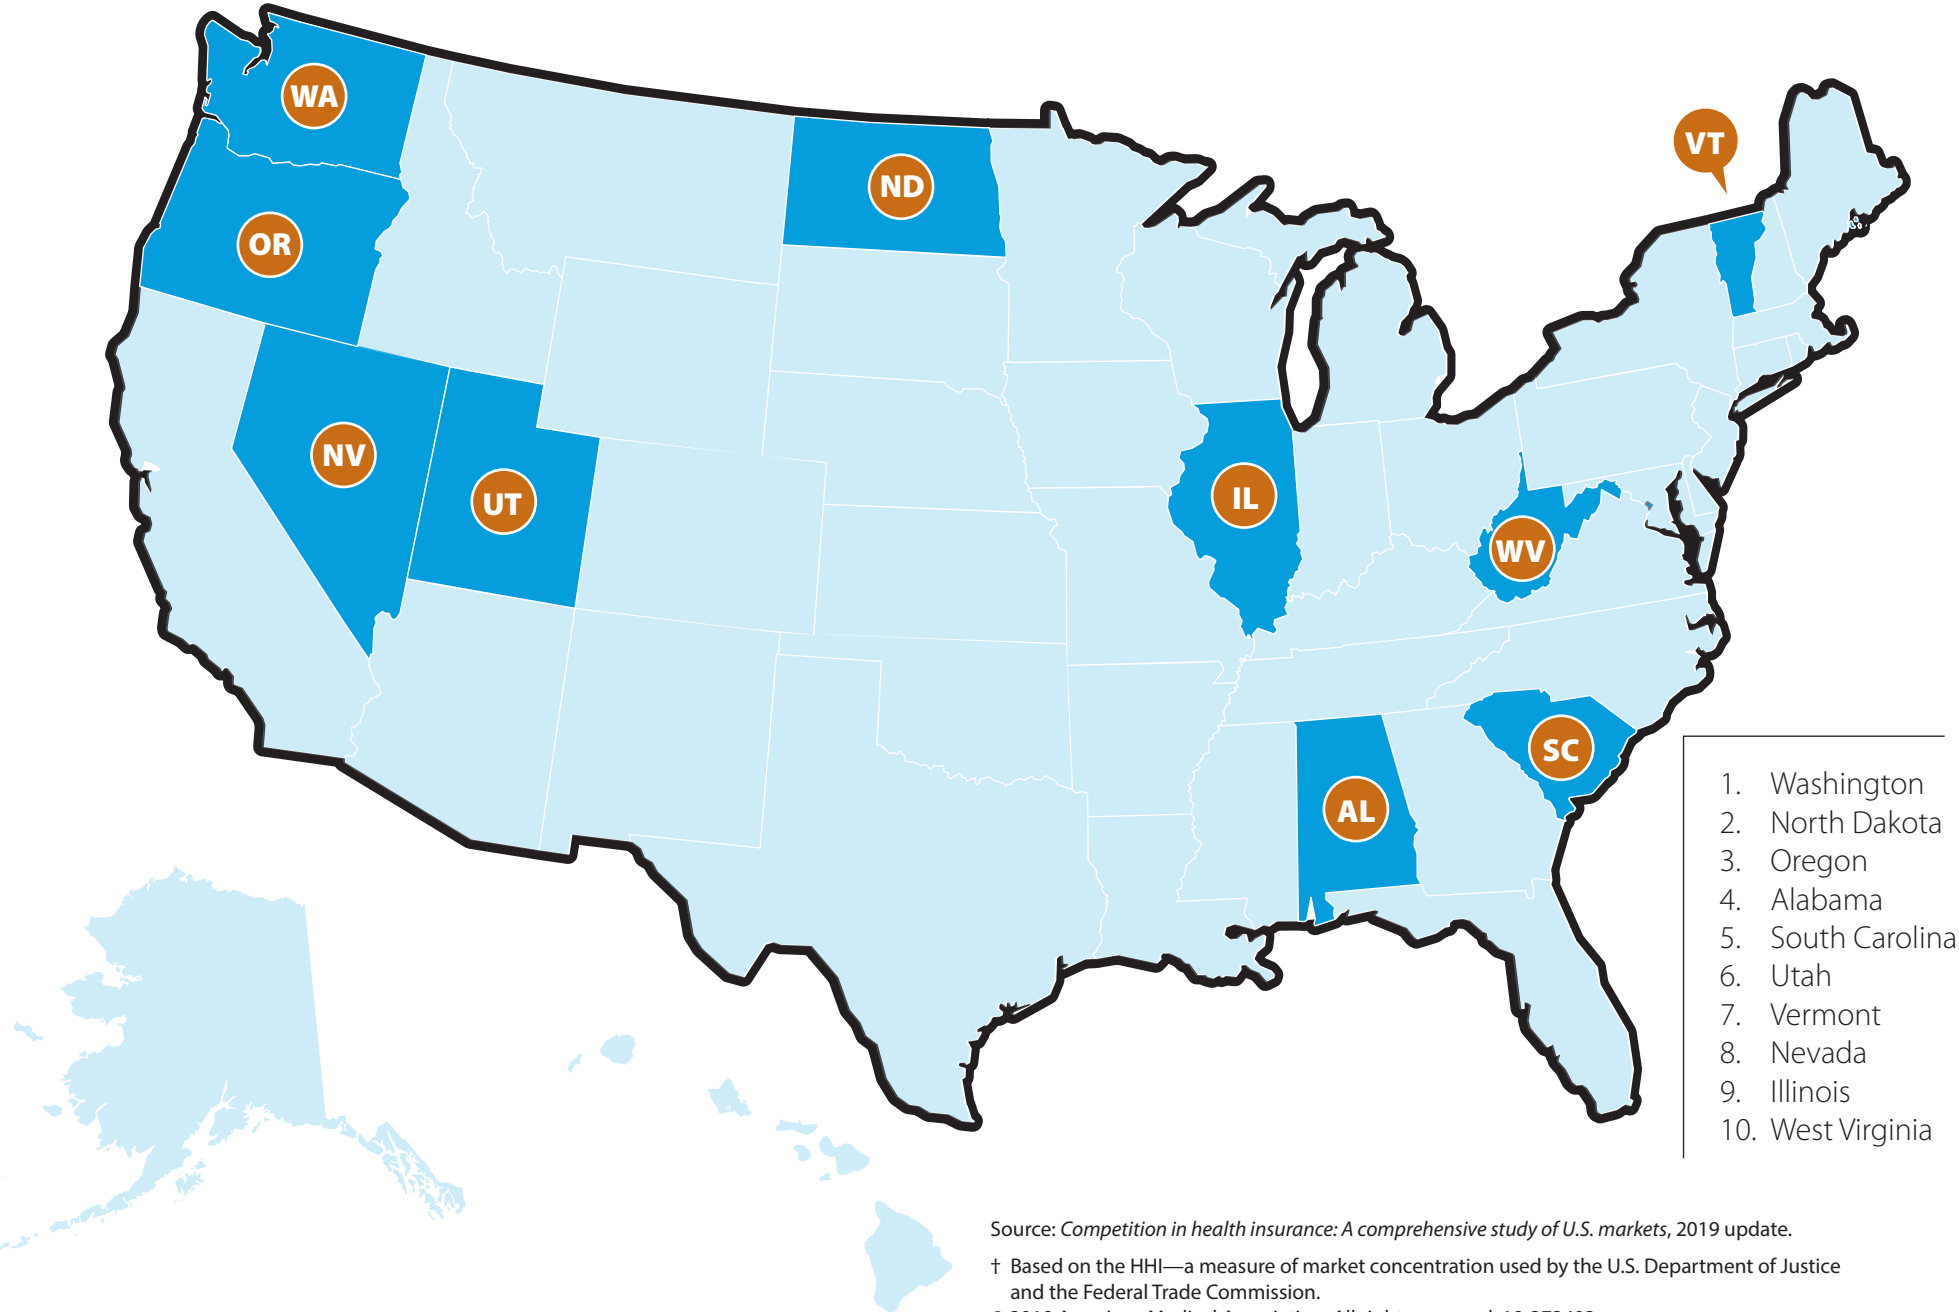 WA
VT
ND
OR
NV
UT
IL
WV
SC
AL
1. Washington
2. North Dakota
3. Oregon
4. Alabama
5. South Carolina
6. Utah
7. Vermont
8. Nevada
9. Illinois
10. West Virginia
Source: Competition in health insurance: A comprehensive study of U.S. markets, 2019 update.
† Based on the HHI—a measure of market concentration used by the U.S. Department of Justice
and the Federal Trade Commission.